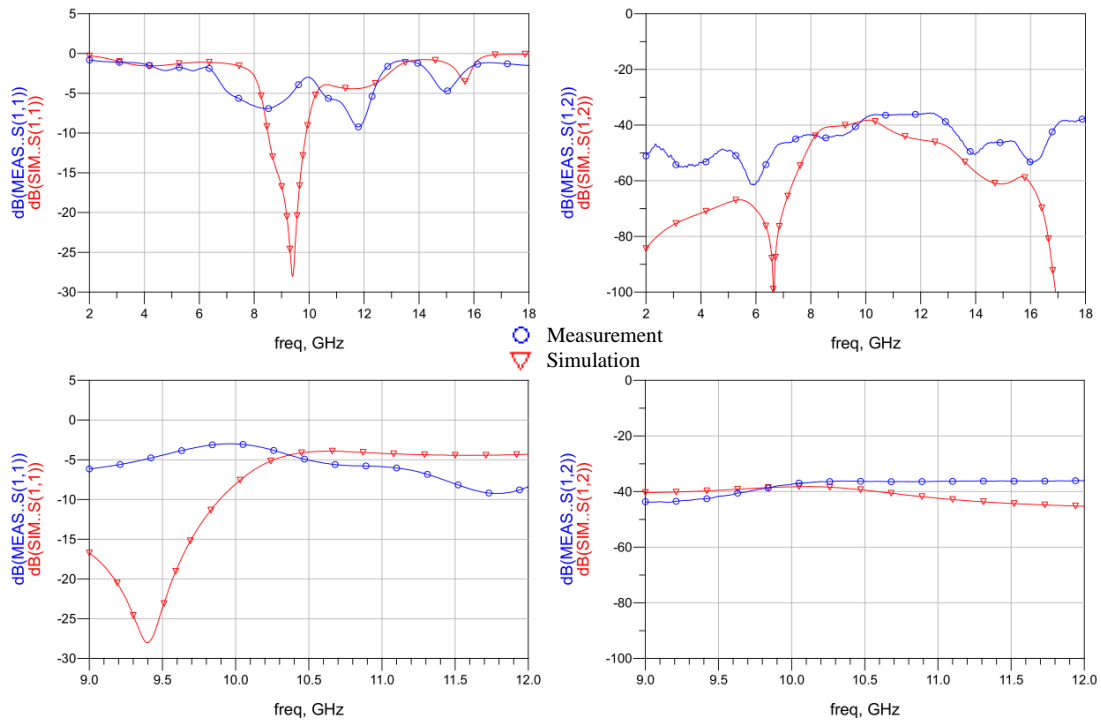 5
0
-5
-10
-15
-20
-25
-30
2 4 6 8 10 12 14 16 18
freq, GHz
dB(MEAS..S(1,1))
dB(SIM..S(1,1))
0
-20
-40
-60
-80
-100
2 4 6 8 10 12 14 16 18
freq, GHz
dB(MEAS..S(1,2))
dB(SIM..S(1,2))
Measurement
Simulation
5
0
-5
-10
-15
-20
-25
-30
9.0 9.5 10.0 10.5 11.0 11.5 12.0
freq, GHz
dB(MEAS..S(1,1))
dB(SIM..S(1,1))
0
-20
-40
-60
-80
-100
9.0 9.5 10.0 10.5 11.0 11.5 12.0
freq, GHz
dB(MEAS..S(1,2))
dB(SIM..S(1,2))